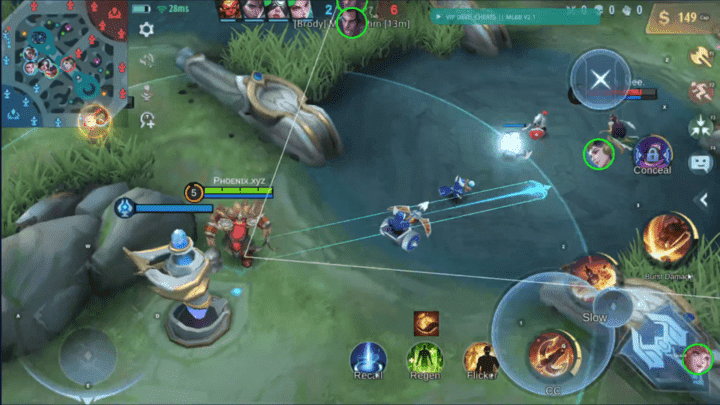 28ms
2
6
VIP DEVIL CHEATS || MLBB V2.1
[Brody]
[13m]
$ 149
PHOENIX.xyz
5
Conceal
Burst Damage
Slow
Recall
Regen
Flicker
CC